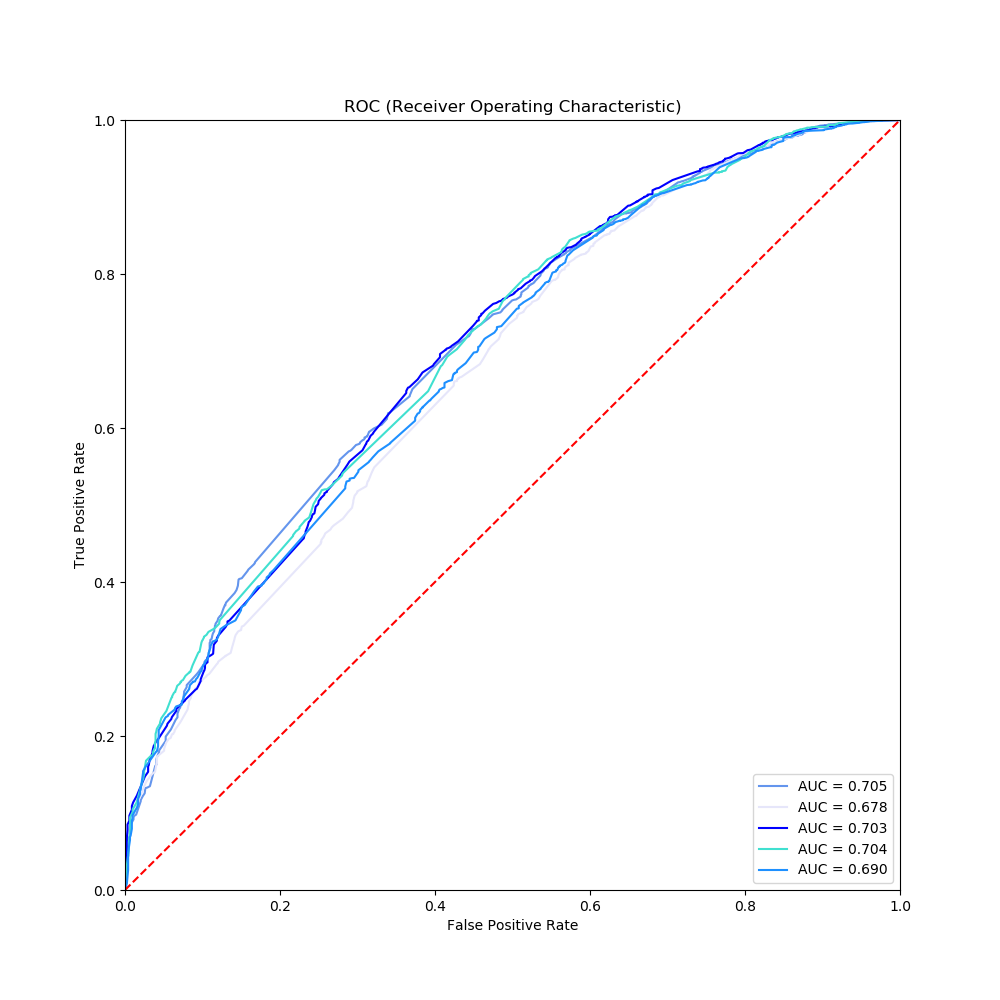 ROC (Receiver Operating Characteristic)
1.0
0.8
0.6
0.4
0.2
0.0
True Positive Rate
AUC = 0.705
AUC = 0.678
AUC = 0.703
AUC = 0.704
AUC = 0.690
0.0 0.2 0.4 0.6 0.8 1.0
False Positive Rate